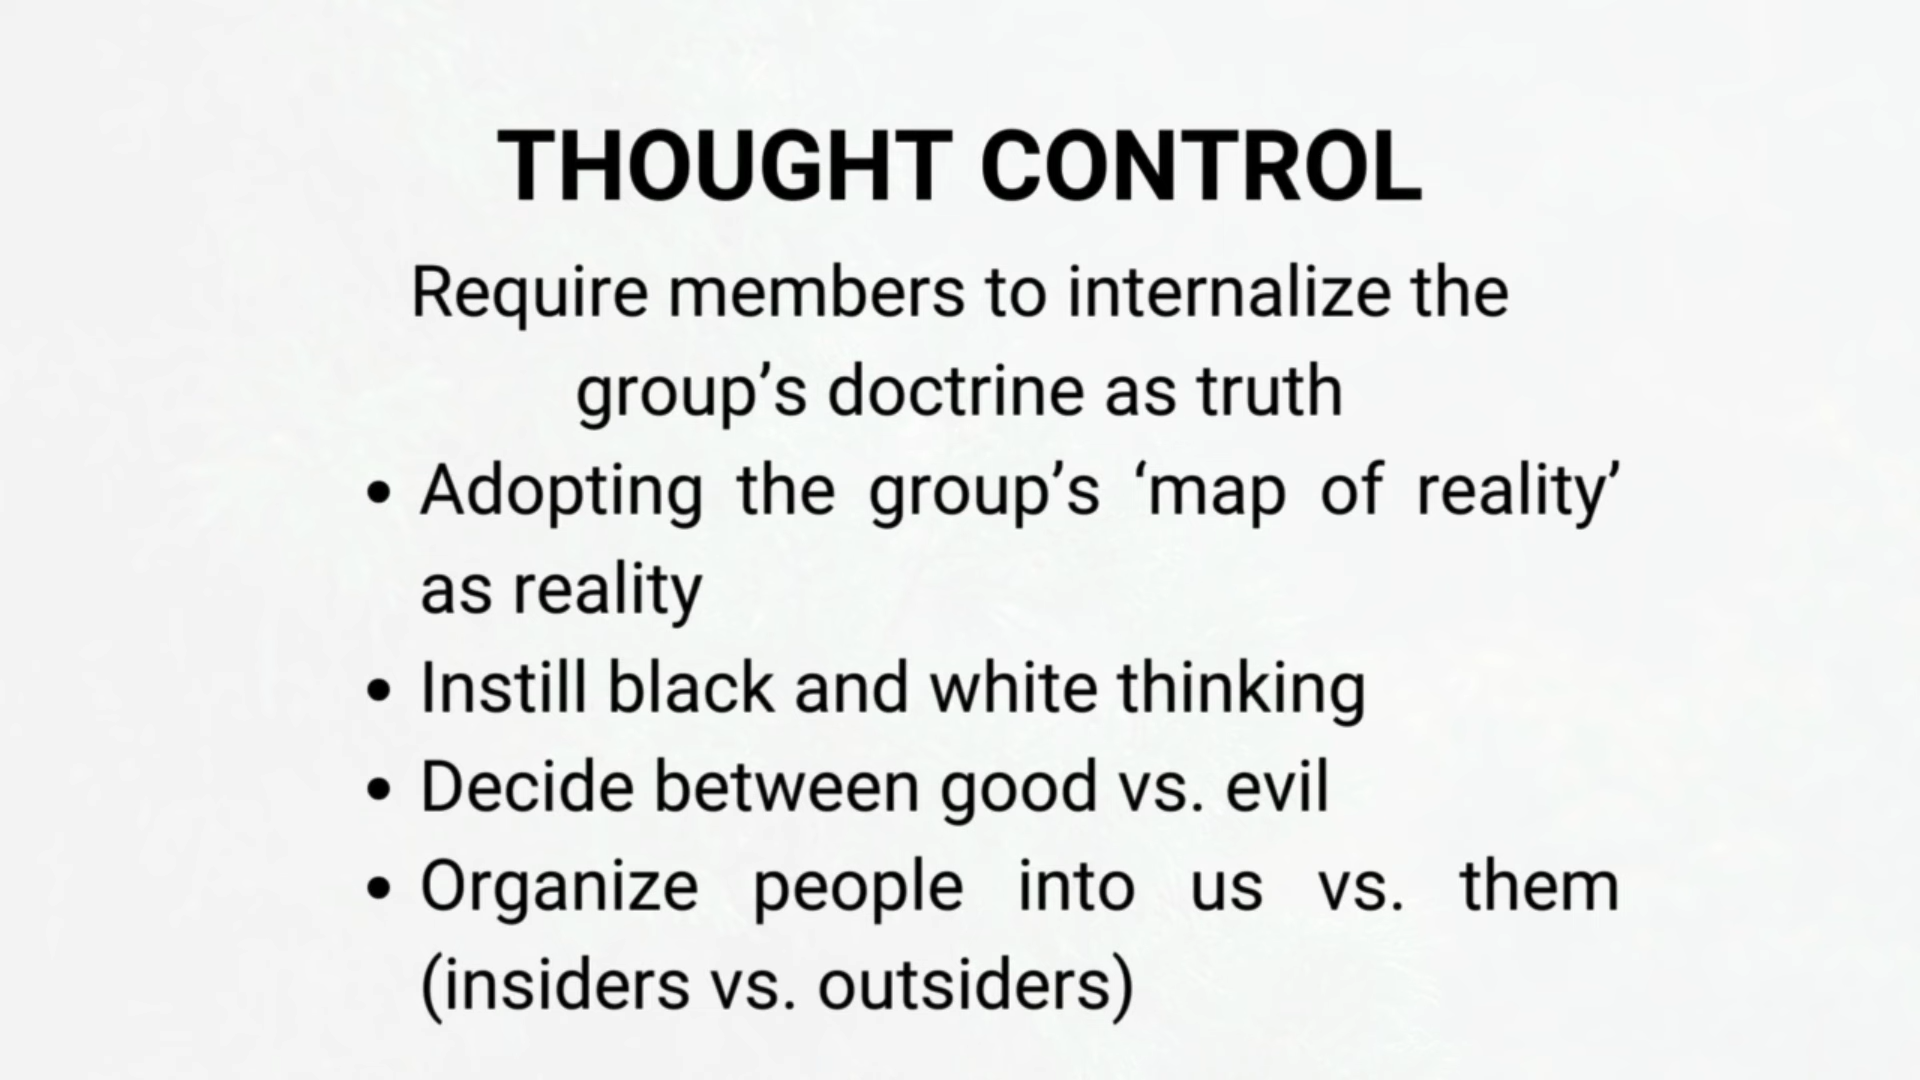 THOUGHT CONTROL
Require members to internalize the
group’s doctrine as truth
• Adopting the group’s ‘map of reality’
as reality
• Instill black and white thinking
• Decide between good vs. evil
• Organize people into us vs. them
(insiders vs. outsiders)